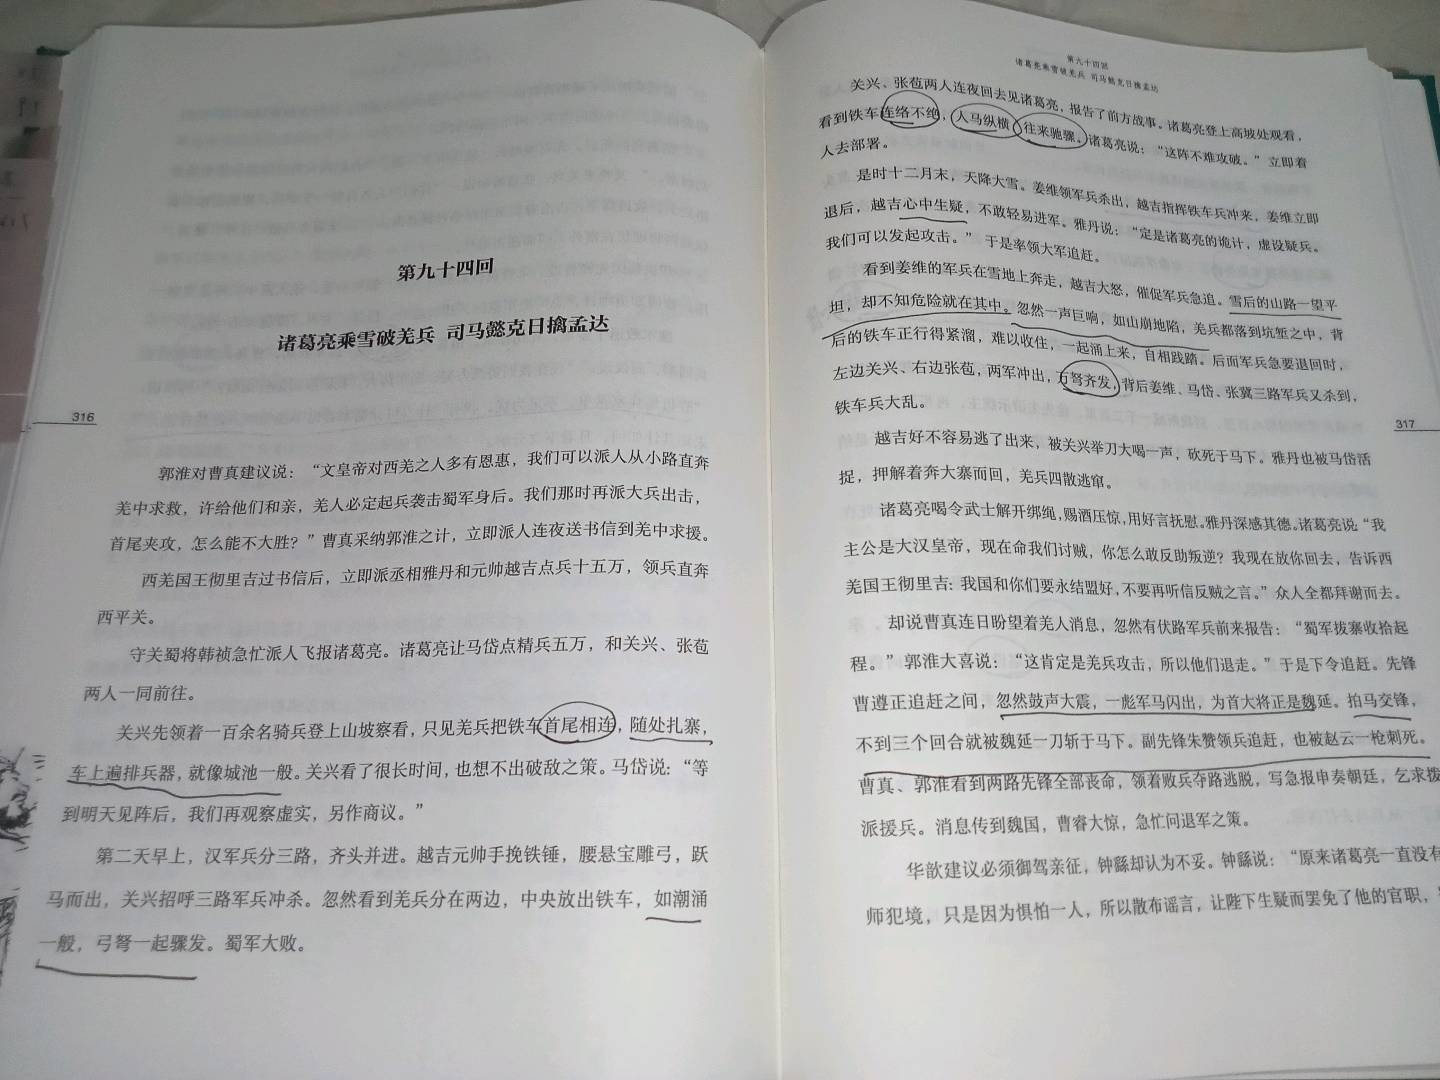 第九十四回
诸葛亮乘雪破羌兵 司马懿克日擒孟达
316
郭淮对曹真建议说：“文皇帝对西羌之人多有恩惠，我们可以派人从小路直奔
羌中求救，许给他们和亲，羌人必定起兵袭击蜀军身后。我们那时再派大兵出击，
首尾夹攻，怎么能不大胜？”曹真采纳郭淮之计，立即派人连夜送书信到羌中求援。
西羌国王彻里吉过书信后，立即派丞相雅丹和元帅越吉点兵十五万，领兵直奔
西平关。
守关蜀将韩祯急忙派人飞报诸葛亮。诸葛亮让马岱点精兵五万，和关兴、张苞
两人一同前往。
关兴先领着一百余名骑兵登上山坡察看，只见羌兵把铁车首尾相连，随处扎寨，
车上遍排兵器，就像城池一般。关兴看了很长时间，也想不出破敌之策。马岱说：“等
到明天见阵后，我们再观察虚实，另作商议。”
第二天早上，汉军兵分三路，齐头并进。越吉元帅手挽铁锤，腰悬宝雕弓，跃
马而出，关兴招呼三路军兵冲杀。忽然看到羌兵分在两边，中央放出铁车，如潮涌
一般，弓弩一起骤发。蜀军大败。
第九十四回
诸葛亮乘雪破羌兵 司马懿克日擒孟达
关兴、张苞两人连夜回去见诸葛亮，报告了前方战事。诸葛亮登上高坡处观看，
看到铁车连络不绝，人马纵横，往来驰骤。诸葛亮说：“这阵不难攻破。”立即着
人去部署。
是时十二月末，天降大雪。姜维领军兵杀出，越吉指挥铁车兵冲来，姜维立即
退后，越吉心中生疑，不敢轻易进军。雅丹说：“定是诸葛亮的诡计，虚设疑兵。
我们可以发起攻击。”于是率领大军追赶。
看到姜维的军兵在雪地上奔走，越吉大怒，催促军兵急追。雪后的山路一望平
坦，却不知危险就在其中。忽然一声巨响，如山崩地陷，羌兵都落到坑堑之中，背
后的铁车正行得紧溜，难以收住，一起涌上来，自相践踏。后面军兵急要退回时，
左边关兴、右边张苞，两军冲出，万弩齐发，背后姜维、马岱、张冀三路军兵又杀到，
铁车兵大乱。
越吉好不容易逃了出来，被关兴举刀大喝一声，砍死于马下。雅丹也被马岱活
捉，押解着奔大寨而回，羌兵四散逃窜。
诸葛亮喝令武士解开绑绳，赐酒压惊，用好言抚慰。雅丹深感其德。诸葛亮说：“我
主公是大汉皇帝，现在命我们讨贼，你怎么敢反助叛逆？我现在放你回去，告诉西
羌国王彻里吉：我国和你们要永结盟好，不要再听信反贼之言。”众人全都拜谢而去。
却说曹真连日盼望着羌人消息，忽然有伏路军兵前来报告：“蜀军拔寨收拾起
程。”郭淮大喜说：“这肯定是羌兵攻击，所以他们退走。”于是下令追赶。先锋
曹遵正追赶之间，忽然鼓声大震，一彪军马闪出，为首大将正是魏延。拍马交锋，
不到三个回合就被魏延一刀斩于马下。副先锋朱赞领兵追赶，也被赵云一枪刺死。
曹真、郭淮看到两路先锋全部丧命，领着败兵夺路逃脱，写急报申奏朝廷，乞求拨
派援兵。消息传到魏国，曹睿大惊，急忙问退军之策。
华歆建议必须御驾亲征，钟繇却认为不妥。钟繇说：“原来诸葛亮一直没有
师犯境，只是因为惧怕一人，所以散布谣言，让陛下生疑而罢免了他的官职，
317